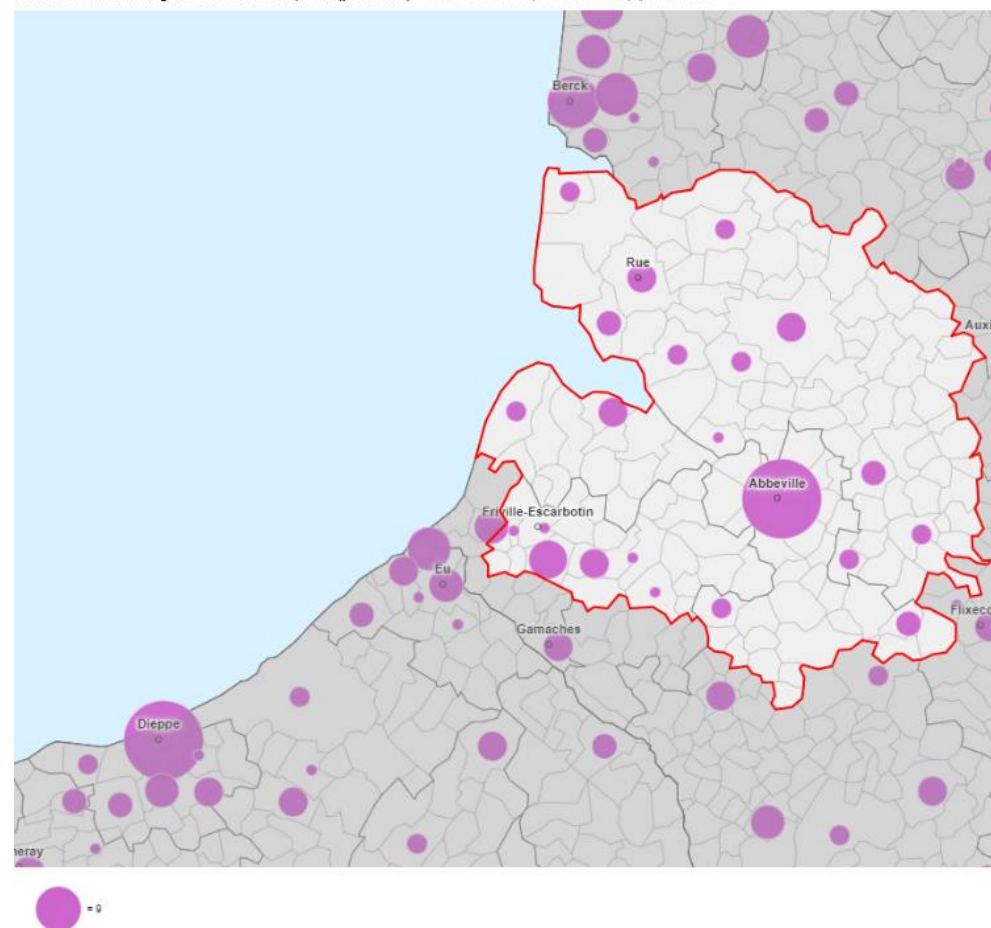 Berck
Rue
Auxi
Abbeville
Friville-Escarbotin
Eu
Flixeco
Gamaches
Dieppe
neray
= 9